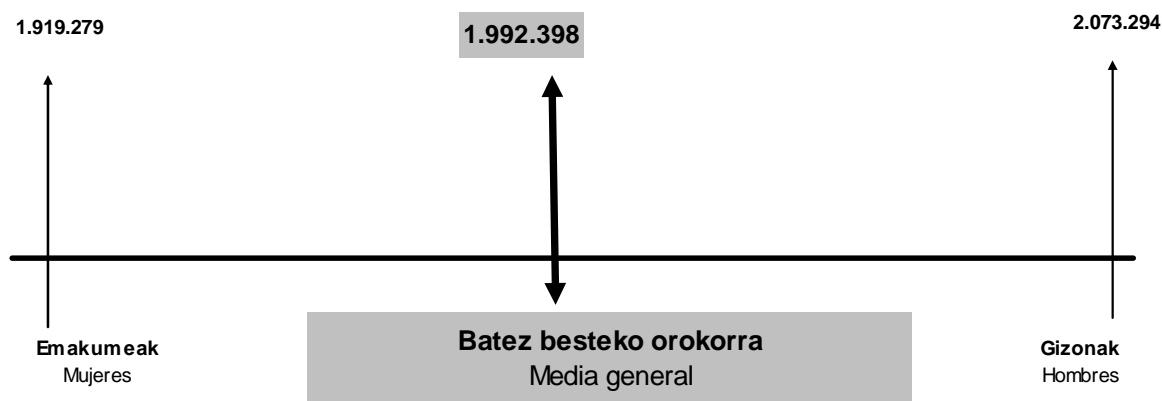 1.919.279
1.992.398
2.073.294
Emakumeak
Mujeres
Batez besteko orokorra
Media general
Gizonak
Hombres